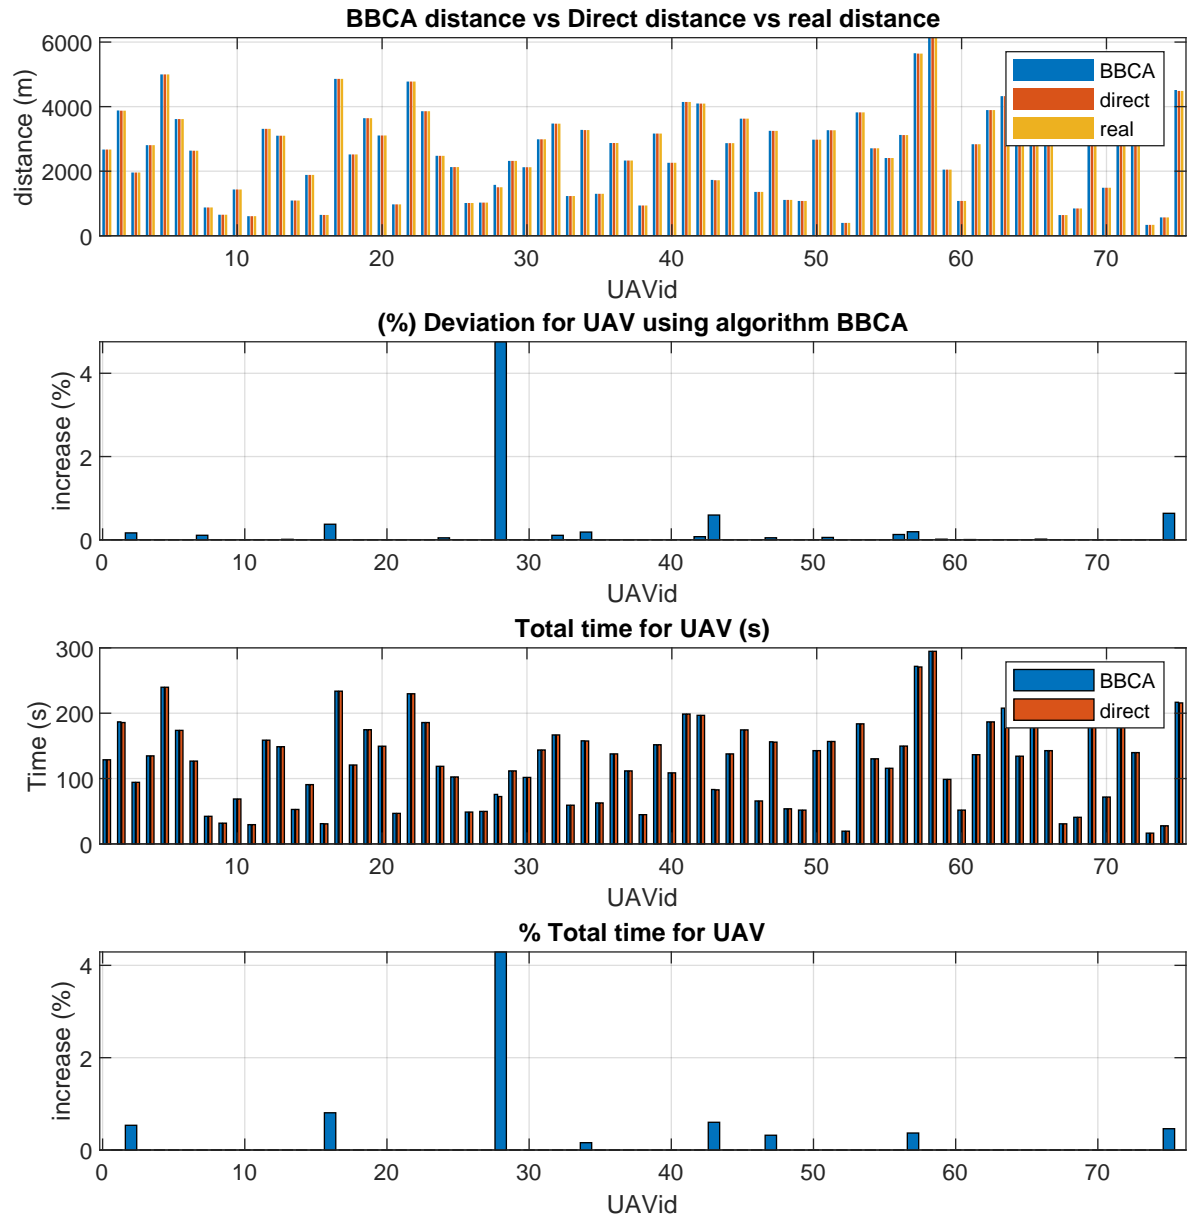 BBCA distance vs Direct distance vs real distance
6000
4000
2000
0
distance (m)
BBCA
direct
real
10 20 30 40 50 60 70
UAVid
(%) Deviation for UAV using algorithm BBCA
4
2
0
increase (%)
0 10 20 30 40 50 60 70
UAVid
Total time for UAV (s)
300
200
100
0
Time (s)
BBCA
direct
10 20 30 40 50 60 70
UAVid
% Total time for UAV
4
2
0
increase (%)
0 10 20 30 40 50 60 70
UAVid